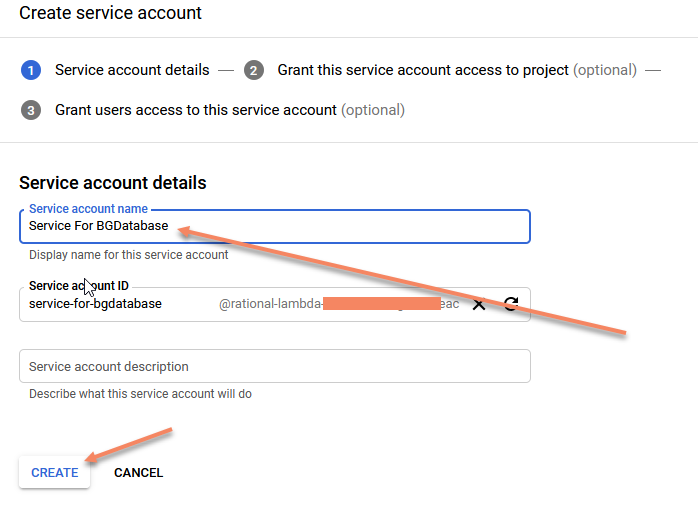 Create service account
1 Service account details — 2 Grant this service account access to project (optional) —
3 Grant users access to this service account (optional)
Service account details
Service account name
Service For BGDatabase
Display name for this service account
Service account ID
service-for-bgdatabase @rational-lambda- eac
Service account description
Describe what this service account will do
CREATE CANCEL